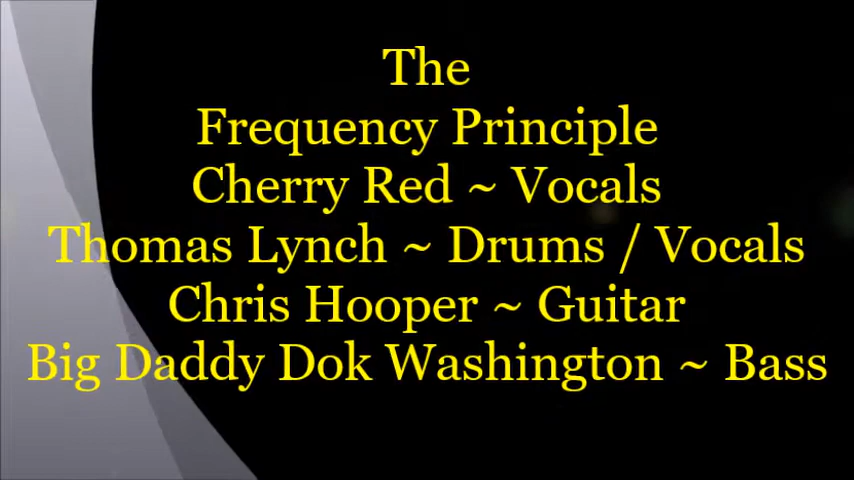 The
Frequency Principle
Cherry Red ~ Vocals
Thomas Lynch ~ Drums / Vocals
Chris Hooper ~ Guitar
Big Daddy Dok Washington ~ Bass